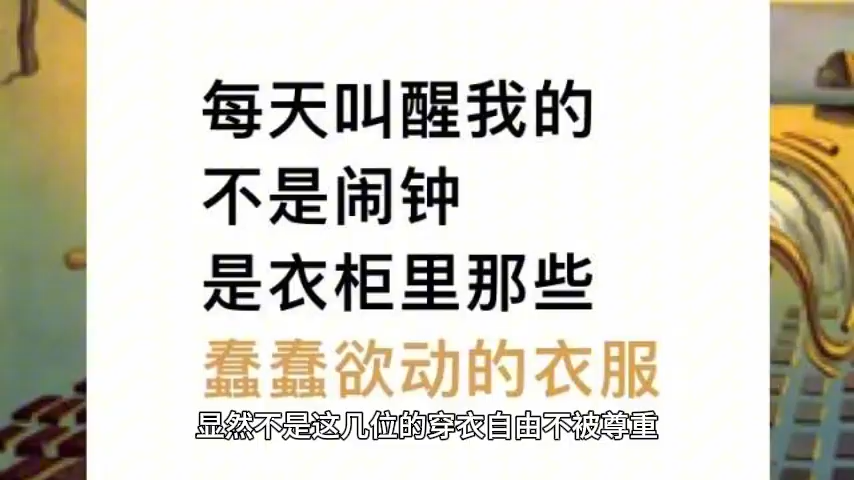 每天叫醒我的
不是闹钟
是衣柜里那些
蠢蠢欲动的衣服
显然不是这几位的穿衣自由不被尊重